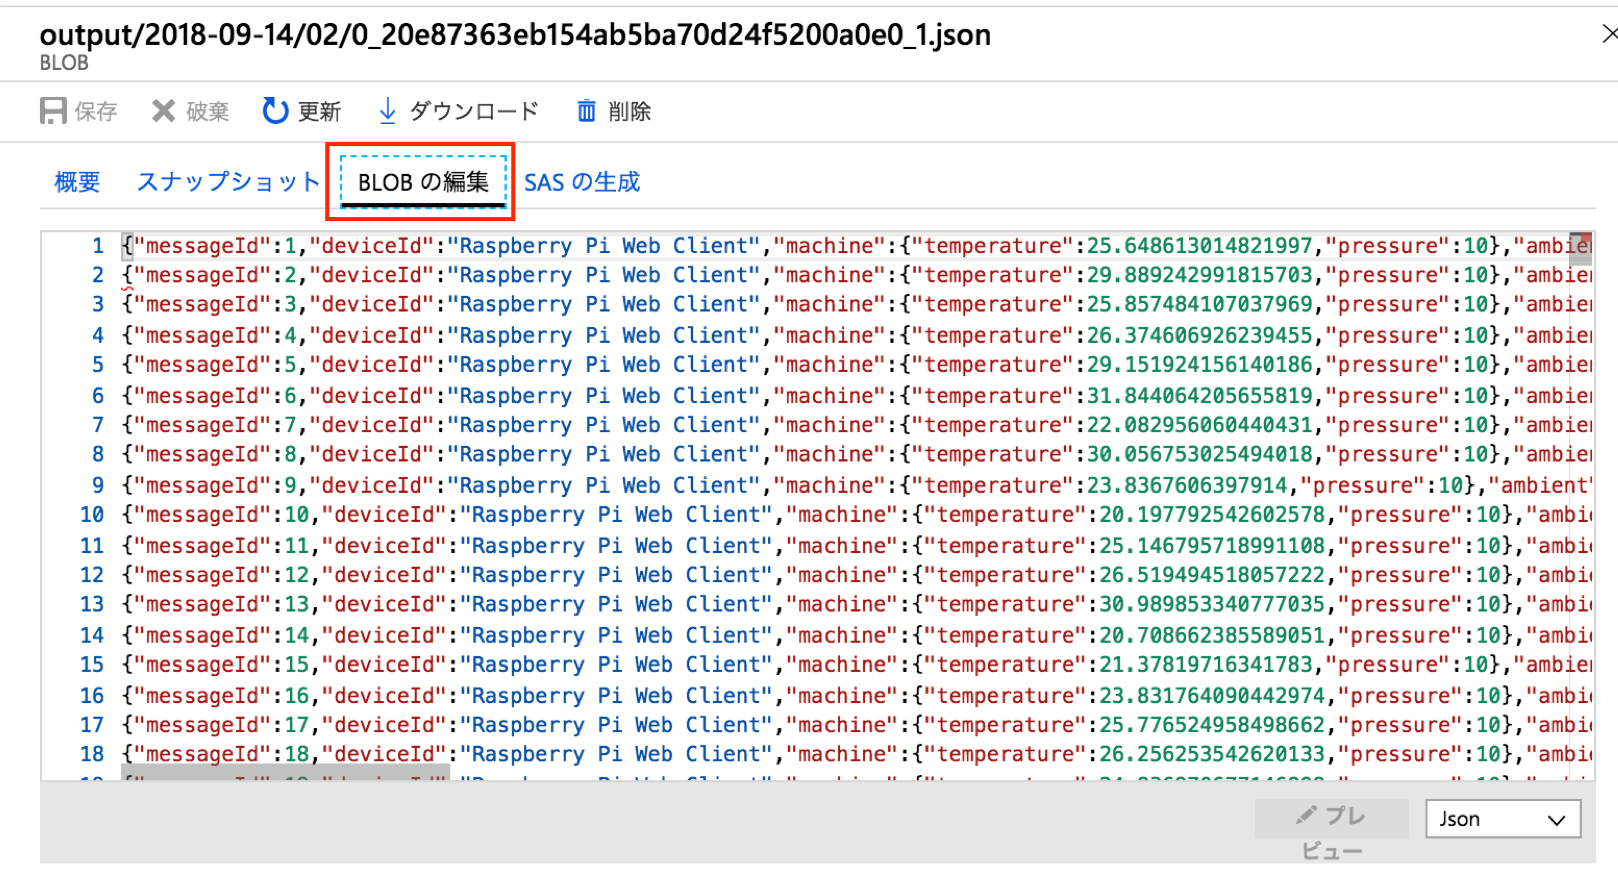 output/2018-09-14/02/0_20e87363eb154ab5ba70d24f5200a0e0_1.json
BLOB
保存 破棄 更新 ダウンロード 削除
概要 スナップショット BLOB の編集 SAS の生成
1 {"messageId":1,"deviceId":"Raspberry Pi Web Client","machine":{"temperature":25.648613014821997,"pressure":10},"ambie
2 {"messageId":2,"deviceId":"Raspberry Pi Web Client","machine":{"temperature":29.889242991815703,"pressure":10},"ambie
3 {"messageId":3,"deviceId":"Raspberry Pi Web Client","machine":{"temperature":25.857484107037969,"pressure":10},"ambie
4 {"messageId":4,"deviceId":"Raspberry Pi Web Client","machine":{"temperature":26.374606926239455,"pressure":10},"ambie
5 {"messageId":5,"deviceId":"Raspberry Pi Web Client","machine":{"temperature":29.151924156140186,"pressure":10},"ambie
6 {"messageId":6,"deviceId":"Raspberry Pi Web Client","machine":{"temperature":31.844064205655819,"pressure":10},"ambie
7 {"messageId":7,"deviceId":"Raspberry Pi Web Client","machine":{"temperature":22.082956060440431,"pressure":10},"ambie
8 {"messageId":8,"deviceId":"Raspberry Pi Web Client","machine":{"temperature":30.056753025494018,"pressure":10},"ambie
9 {"messageId":9,"deviceId":"Raspberry Pi Web Client","machine":{"temperature":23.8367606397914,"pressure":10},"ambient"
10 {"messageId":10,"deviceId":"Raspberry Pi Web Client","machine":{"temperature":20.197792542602578,"pressure":10},"ambi
11 {"messageId":11,"deviceId":"Raspberry Pi Web Client","machine":{"temperature":25.146795718991108,"pressure":10},"ambi
12 {"messageId":12,"deviceId":"Raspberry Pi Web Client","machine":{"temperature":26.519494518057222,"pressure":10},"ambi
13 {"messageId":13,"deviceId":"Raspberry Pi Web Client","machine":{"temperature":30.989853340777035,"pressure":10},"ambi
14 {"messageId":14,"deviceId":"Raspberry Pi Web Client","machine":{"temperature":20.708662385589051,"pressure":10},"ambi
15 {"messageId":15,"deviceId":"Raspberry Pi Web Client","machine":{"temperature":21.37819716341783,"pressure":10},"ambie
16 {"messageId":16,"deviceId":"Raspberry Pi Web Client","machine":{"temperature":23.831764090442974,"pressure":10},"ambi
17 {"messageId":17,"deviceId":"Raspberry Pi Web Client","machine":{"temperature":25.776524958498662,"pressure":10},"ambi
18 {"messageId":18,"deviceId":"Raspberry Pi Web Client","machine":{"temperature":26.256253542620133,"pressure":10},"ambi
プレ
ビュー
Json